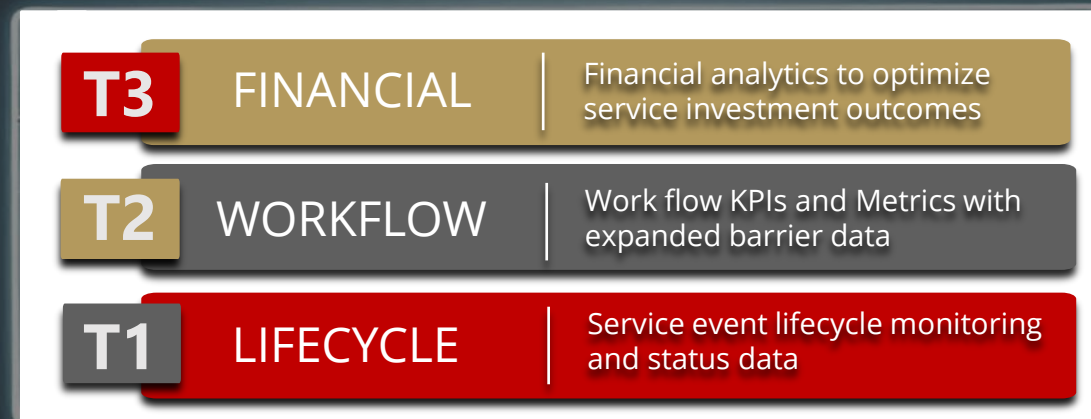 T3
FINANCIAL
Financial analytics to optimize
service investment outcomes
T2
WORKFLOW
Work flow KPIs and Metrics with
expanded barrier data
T1
LIFECYCLE
Service event lifecycle monitoring
and status data